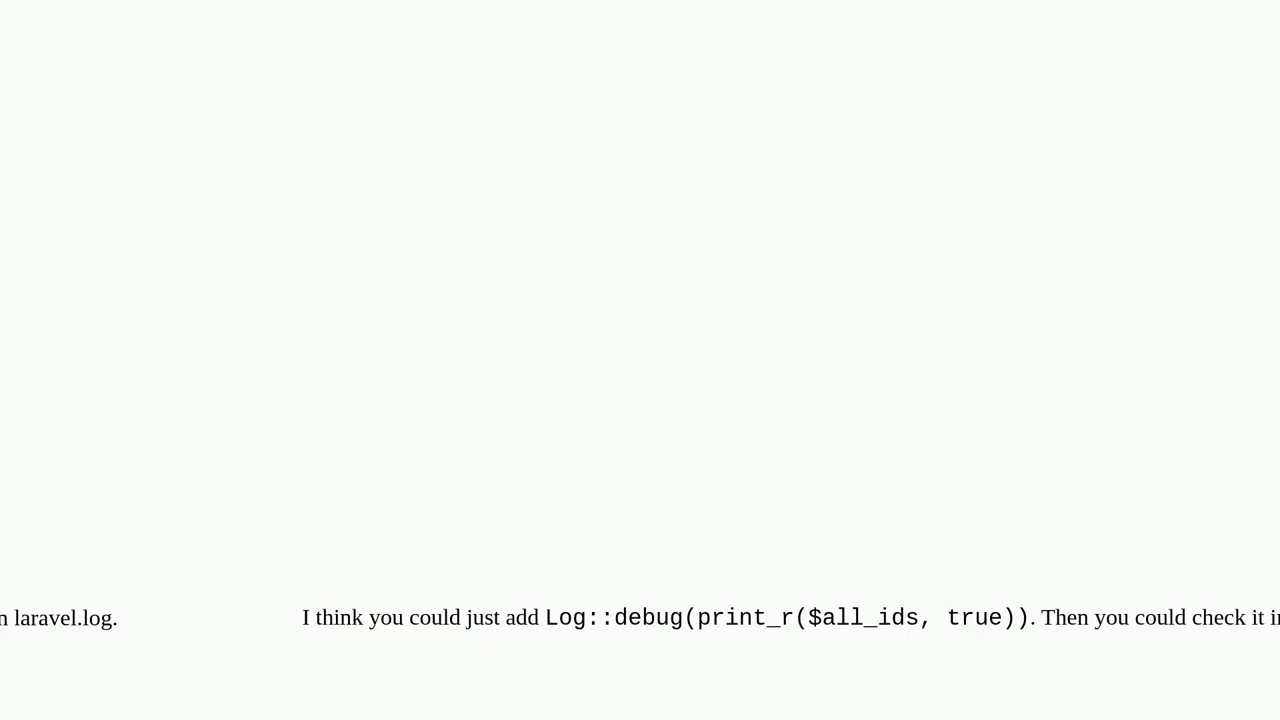 n laravel.log. I think you could just add Log::debug(print_r($all_ids, true)). Then you could check it i